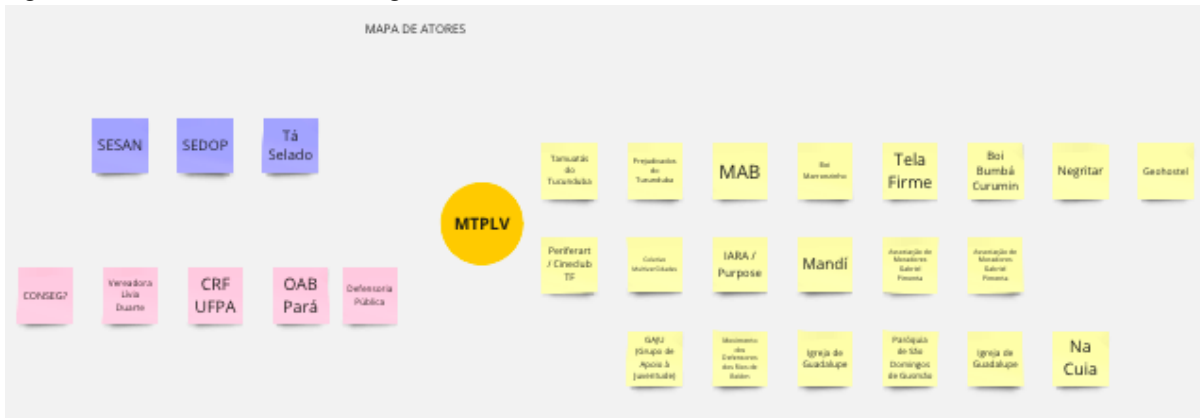 MAPA DE ATORES
SESAN
SEDOP
Tá
Selado
MTPLV
CONSEG?
Vereadora
Lívia
Duarte
CRF
UFPA
OAB
Pará
Defensoria
Pública
Tamuatás
do
Tucunduba
Prejudicados
do
Tucunduba
MAB
Boi
Marronzinho
Tela
Firme
Boi
Bumbá
Curumin
Negritar
Geohostel
Periferart
/ Cineclub
TF
Coletivo
IARA /
Purpose
Mandí
Associação de
Moradores
Gabriel
Pimenta
Associação de
Moradores
Gabriel
Pimenta
GAJU
(Grupo de
Apoio à
Juventude)
Movimento
dos
Defensores
dos Rios de
Belém
Igreja de
Guadalupe
Paróquia
de São
Domingos
de Gusmão
Igreja de
Guadalupe
Na
Cuia